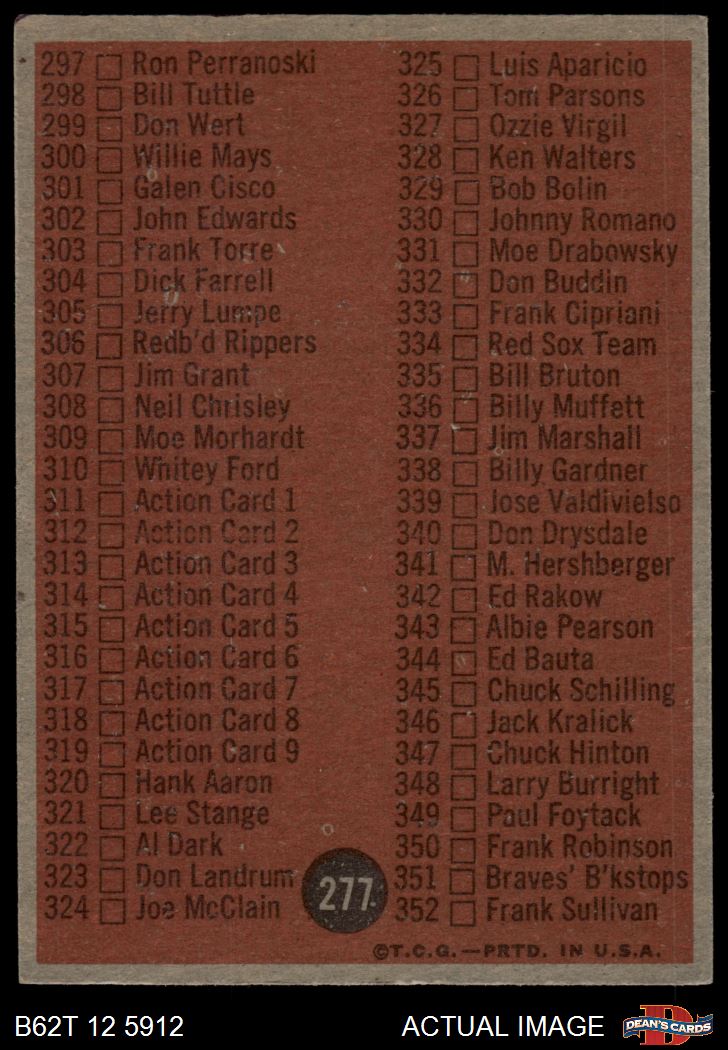 297 Ron Perranoski
298 Bill Tuttle
299 Don Wert
300 Willie Mays
301 Galen Cisco
302 John Edwards
303 Frank Torre
304 Dick Farrell
305 Jerry Lumpe
306 Redb'd Rippers
307 Jim Grant
308 Neil Chrisley
309 Moe Morhardt
310 Whitey Ford
311 Action Card 1
312 Action Card 2
313 Action Card 3
314 Action Card 4
315 Action Card 5
316 Action Card 6
317 Action Card 7
318 Action Card 8
319 Action Card 9
320 Hank Aaron
321 Lee Stange
322 Al Dark
323 Don Landrum
324 Joe McClain
325 Luis Aparicio
326 Tom Parsons
327 Ozzie Virgil
328 Ken Walters
329 Bob Bolin
330 Johnny Romano
331 Moe Drabowsky
332 Don Buddin
333 Frank Cipriani
334 Red Sox Team
335 Bill Bruton
336 Billy Muffett
337 Jim Marshall
338 Billy Gardner
339 Jose Valdivielso
340 Don Drysdale
341 M. Hershberger
342 Ed Rakow
343 Albie Pearson
344 Ed Bauta
345 Chuck Schilling
346 Jack Kralick
347 Chuck Hinton
348 Larry Burright
349 Paul Foytack
350 Frank Robinson
351 Braves' B'kstops
352 Frank Sullivan
277
©T.C.G.—PRTD. IN U.S.A.
B62T 12 5912
ACTUAL IMAGE
D
DEAN'S CARDS